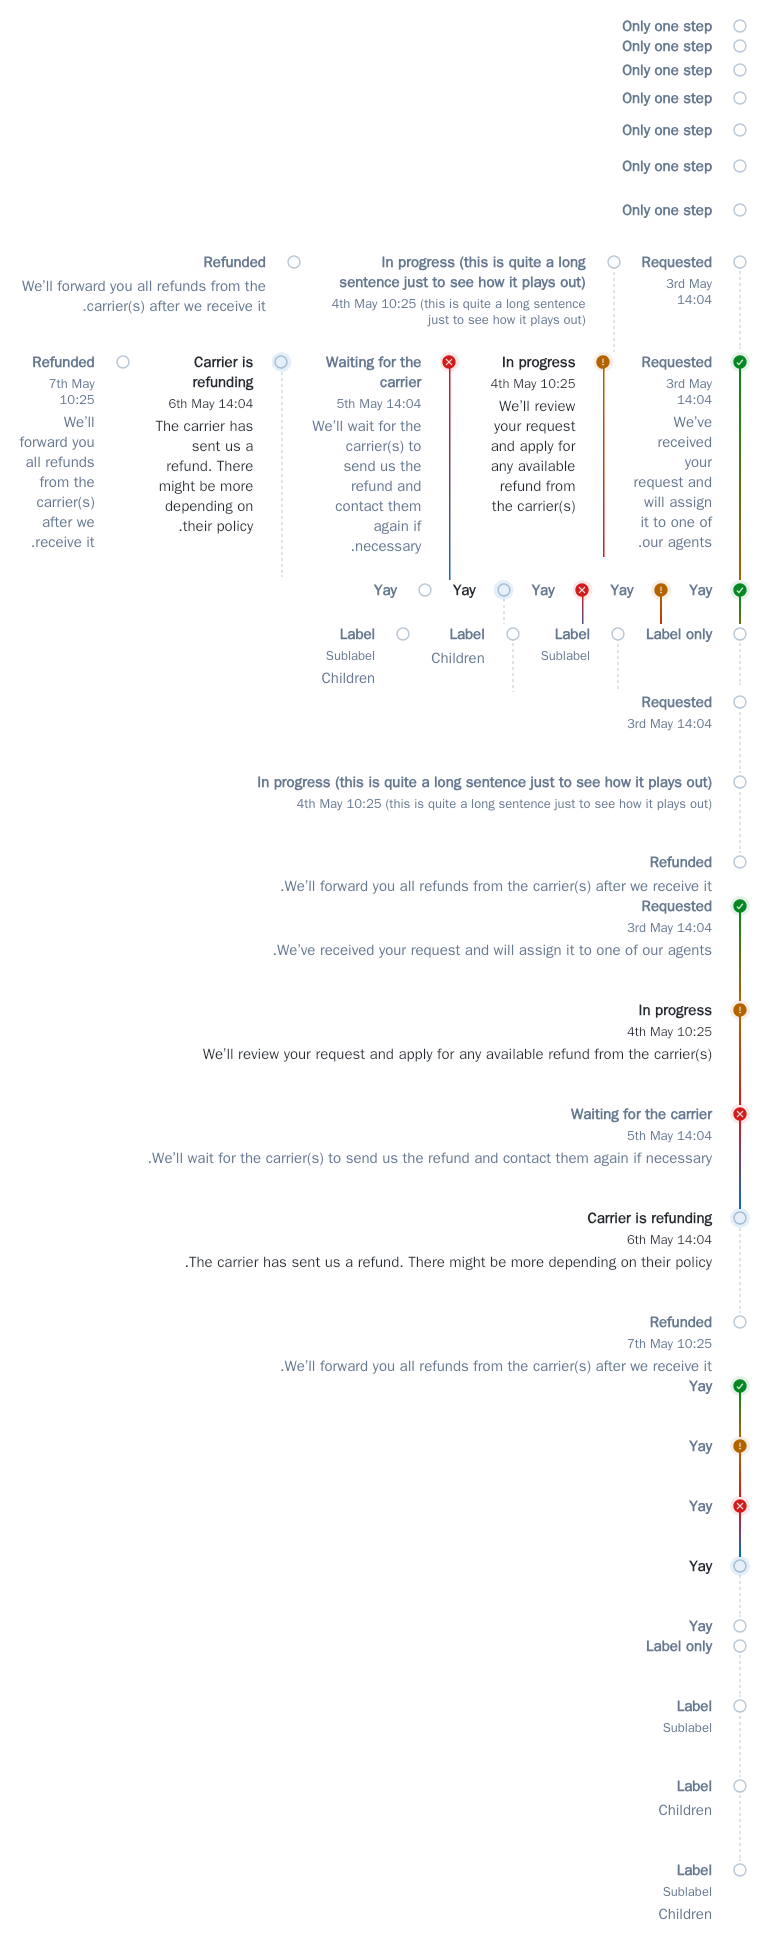 Only one step
Only one step
Only one step
Only one step
Only one step
Only one step
Only one step
Requested
3rd May
14:04
In progress (this is quite a long
sentence just to see how it plays out)
4th May 10:25 (this is quite a long sentence
just to see how it plays out)
Refunded
We'll forward you all refunds from the
.carrier(s) after we receive it
Requested
3rd May
14:04
We've
received
your
request and
will assign
it to one of
.our agents
In progress
4th May 10:25
We'll review
your request
and apply for
any available
refund from
the carrier(s)
Waiting for the
carrier
5th May 14:04
We'll wait for the
carrier(s) to
send us the
refund and
contact them
again if
.necessary
Carrier is
refunding
6th May 14:04
The carrier has
sent us a
refund. There
might be more
depending on
.their policy
Refunded
7th May
10:25
We'll
forward you
all refunds
from the
carrier(s)
after we
.receive it
Yay
Yay
Yay
Yay
Yay
Label only
Label
Sublabel
Label
Children
Label
Sublabel
Children
Requested
3rd May 14:04
In progress (this is quite a long sentence just to see how it plays out)
4th May 10:25 (this is quite a long sentence just to see how it plays out)
Refunded
.We'll forward you all refunds from the carrier(s) after we receive it
Requested
3rd May 14:04
.We've received your request and will assign it to one of our agents
In progress
4th May 10:25
We'll review your request and apply for any available refund from the carrier(s)
Waiting for the carrier
5th May 14:04
.We'll wait for the carrier(s) to send us the refund and contact them again if necessary
Carrier is refunding
6th May 14:04
.The carrier has sent us a refund. There might be more depending on their policy
Refunded
7th May 10:25
.We'll forward you all refunds from the carrier(s) after we receive it
Yay
Yay
Yay
Yay
Yay
Label only
Label
Sublabel
Label
Children
Label
Sublabel
Children